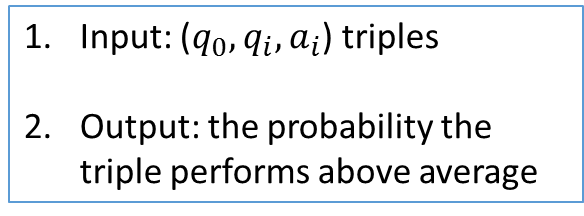 1. Input: (q₀, qᵢ, aᵢ) triples
2. Output: the probability the
triple performs above average